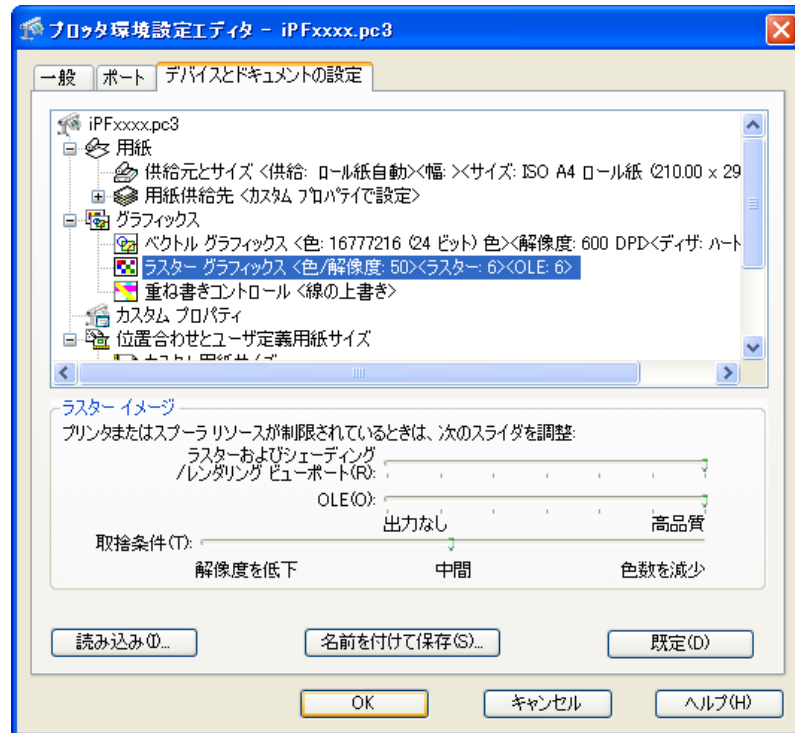 プロッタ環境設定エディタ - iPFxxxx.pc3
一般 ポート デバイスとドキュメントの設定
iPFxxxx.pc3
用紙
供給元とサイズ <供給: ロール紙自動><幅: ><サイズ: ISO A4 ロール紙 (210.00 x 29
用紙供給先 <カスタム プロパティで設定>
グラフィックス
ベクトル グラフィックス <色: 16777216 (24 ビット) 色><解像度: 600 DPI><ディザ: ハート
ラスター グラフィックス <色/解像度: 50><ラスター: 6><OLE: 6>
重ね書きコントロール <線の上書き>
カスタム プロパティ
位置合わせとユーザ定義用紙サイズ
カスタム用紙サイズ
ラスター イメージ
プリンタまたはスプーラ リソースが制限されているときは、次のスライダを調整:
ラスターおよびシェーディング
/レンダリング ビューポート(R):
OLE(O):
出力なし 高品質
取捨条件(T):
解像度を低下 中間 色数を減少
読み込み(I)... 名前を付けて保存(S)... 既定(D)
OK キャンセル ヘルプ(H)